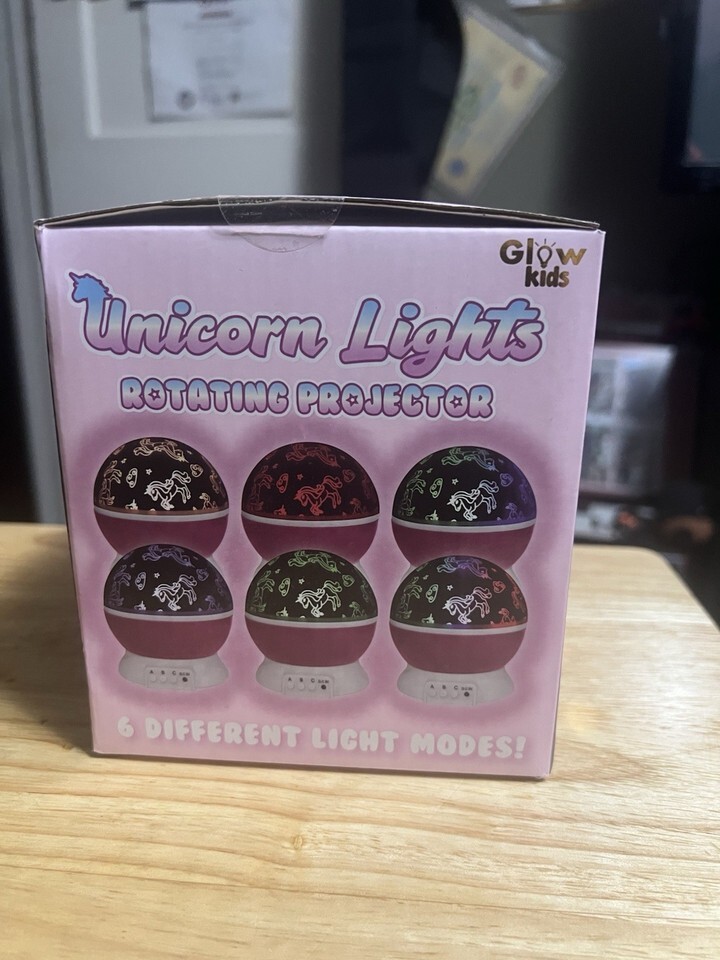 Glow
kids
Unicorn Lights
ROTATING PROJECTOR
A B C
A B C
A B C
6 DIFFERENT LIGHT MODES!